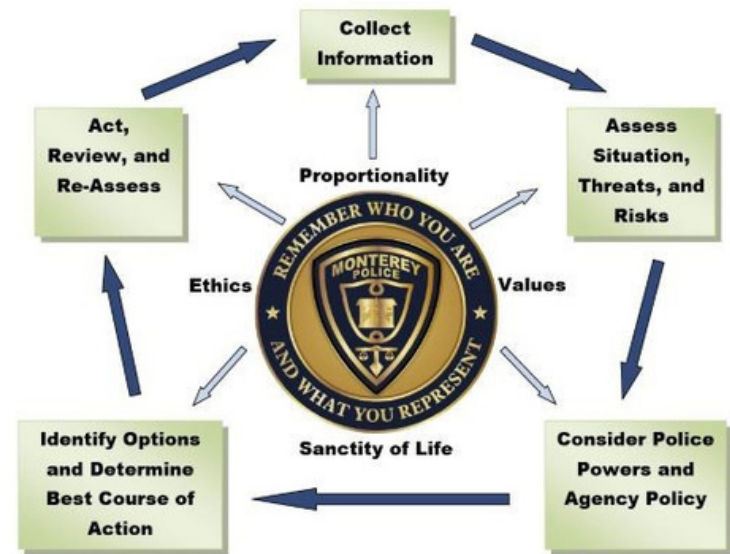 Collect
Information
Assess
Situation,
Threats, and
Risks
Consider Police
Powers and
Agency Policy
Identify Options
and Determine
Best Course of
Action
Act,
Review, and
Re-Assess
Proportionality
Ethics
Values
Sanctity of Life
REMEMBER WHO YOU ARE
AND WHAT YOU REPRESENT
MONTEREY
POLICE